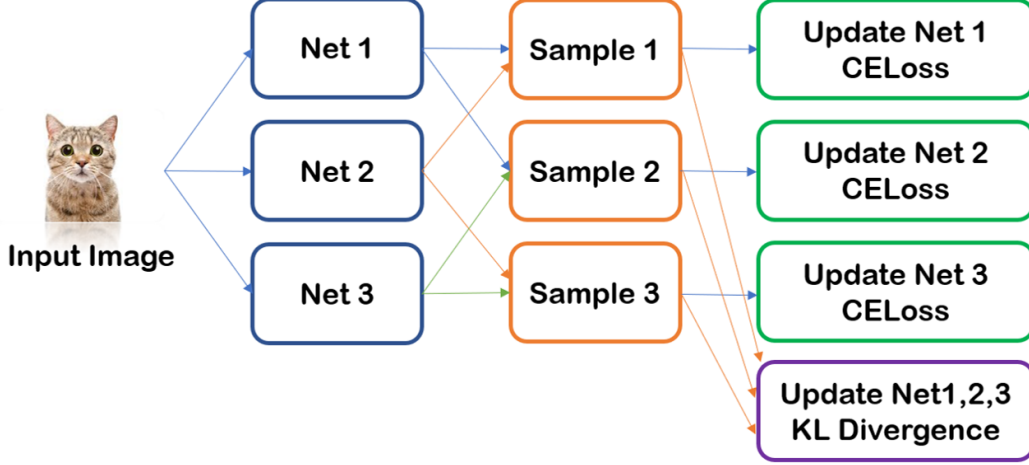 Input Image
Net 1
Net 2
Net 3
Sample 1
Sample 2
Sample 3
Update Net 1
CELoss
Update Net 2
CELoss
Update Net 3
CELoss
Update Net1,2,3
KL Divergence